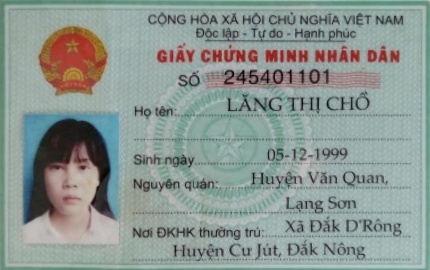 CỘNG HÒA XÃ HỘI CHỦ NGHĨA VIỆT NAM
Độc lập - Tự do - Hạnh phúc
GIẤY CHỨNG MINH NHÂN DÂN
SỐ 245401101
Họ tên: LĂNG THỊ CHỒ
Sinh ngày 05-12-1999
Nguyên quán: Huyện Văn Quan,
Lạng Sơn
Nơi ĐKHK thường trú: Xã Đắk D'Rông
Huyện Cư Jút, Đắk Nông